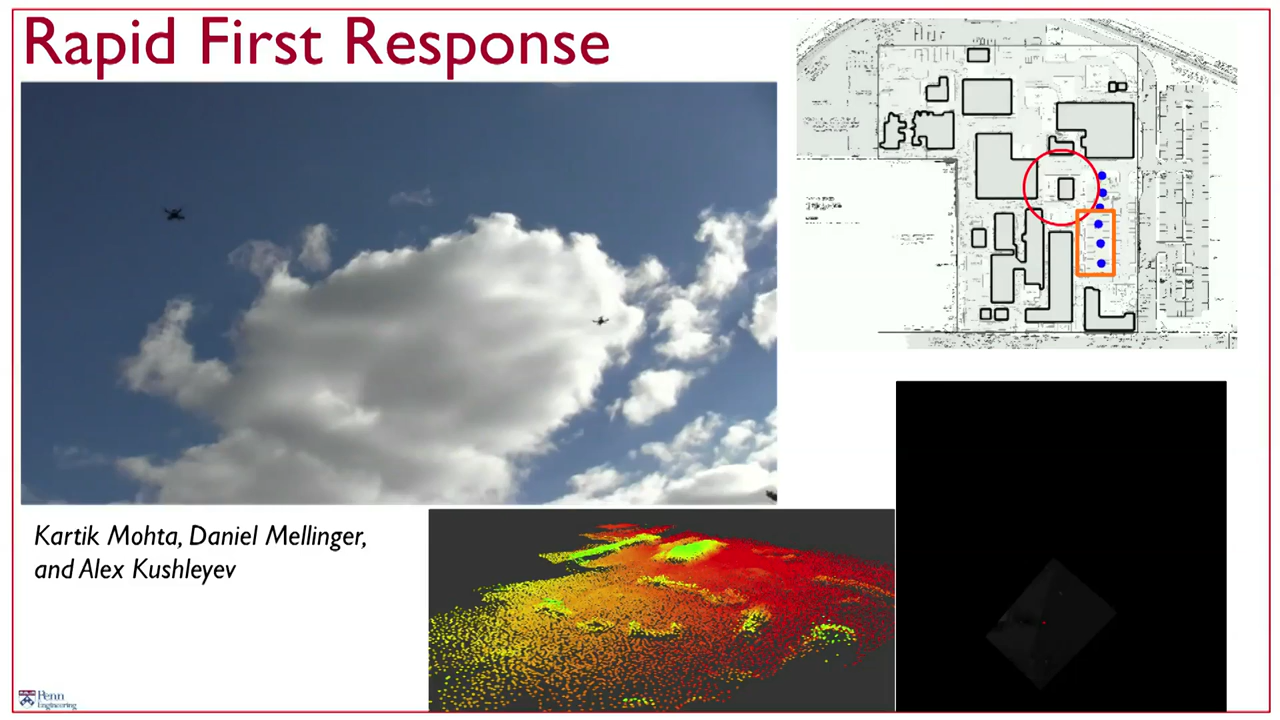 Rapid First Response
Kartik Mohta, Daniel Mellinger,
and Alex Kushleyev
Penn
Engineering